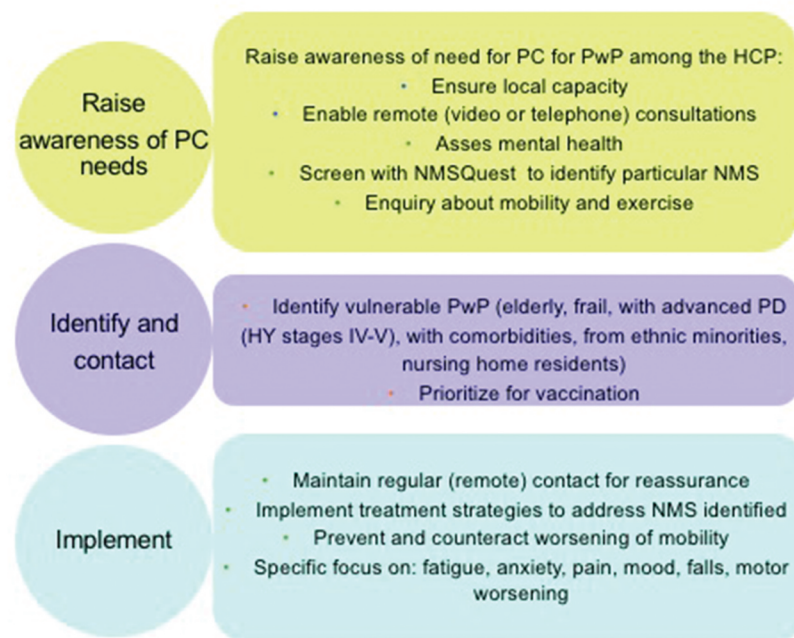 Raise
awareness of PC
needs
Raise awareness of need for PC for PwP among the HCP:
• Ensure local capacity
• Enable remote (video or telephone) consultations
• Asses mental health
• Screen with NMSQuest to identify particular NMS
• Enquiry about mobility and exercise
Identify and
contact
• Identify vulnerable PwP (elderly, frail, with advanced PD
(HY stages IV-V), with comorbidities, from ethnic minorities,
nursing home residents)
• Prioritize for vaccination
Implement
• Maintain regular (remote) contact for reassurance
• Implement treatment strategies to address NMS identified
• Prevent and counteract worsening of mobility
• Specific focus on: fatigue, anxiety, pain, mood, falls, motor
worsening